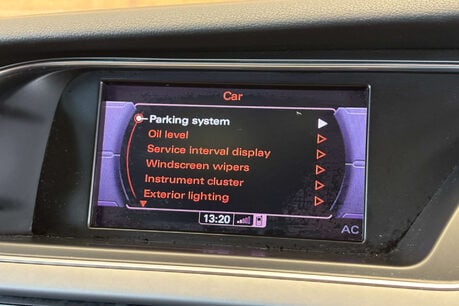 Car
Parking system
Oil level
Service interval display
Windscreen wipers
Instrument cluster
Exterior lighting
13:20
AC